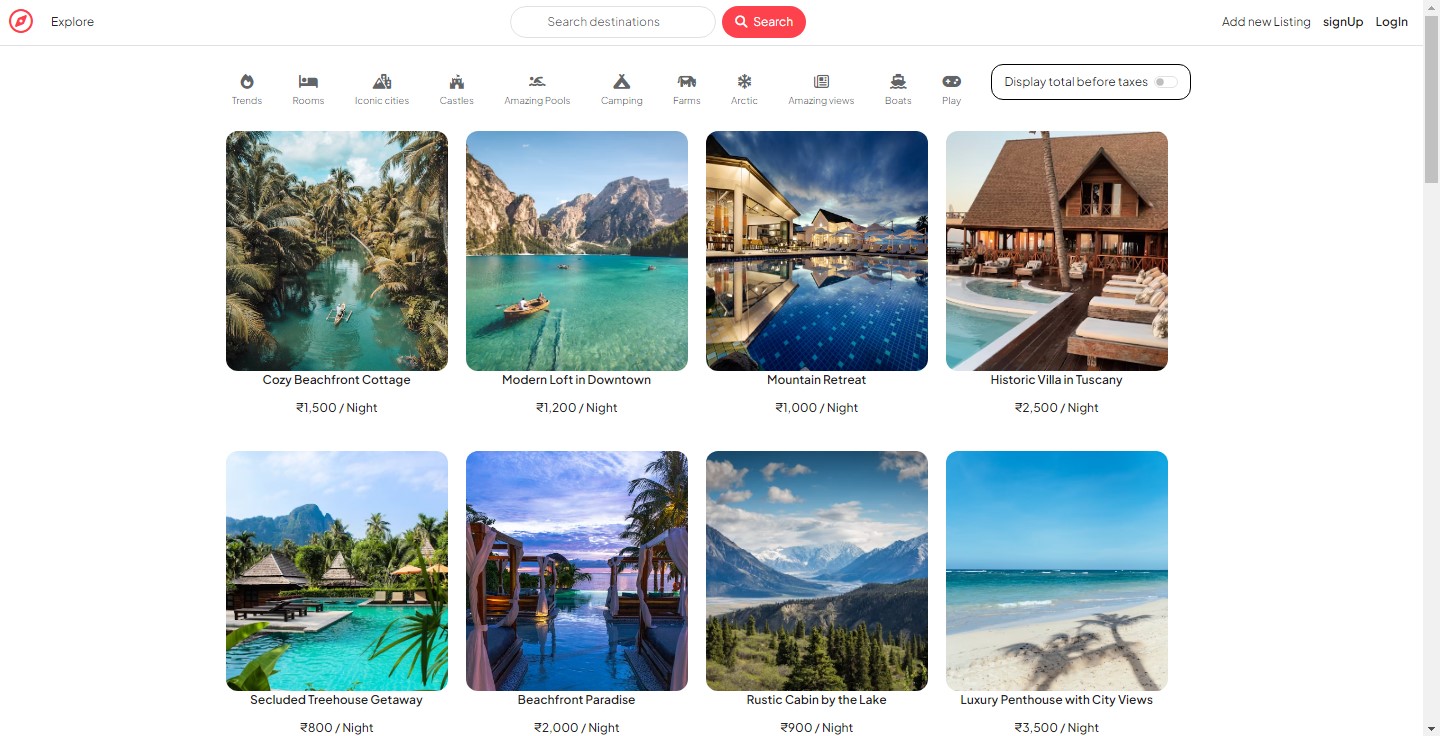 Explore
Search destinations
Search
Add new Listing
signUp
LogIn
Trends
Rooms
Iconic cities
Castles
Amazing Pools
Camping
Farms
Arctic
Amazing views
Boats
Play
Display total before taxes
Cozy Beachfront Cottage
Modern Loft in Downtown
Mountain Retreat
Historic Villa in Tuscany
₹1,500 / Night
₹1,200 / Night
₹1,000 / Night
₹2,500 / Night
Secluded Treehouse Getaway
Beachfront Paradise
Rustic Cabin by the Lake
Luxury Penthouse with City Views
₹800 / Night
₹2,000 / Night
₹900 / Night
₹3,500 / Night